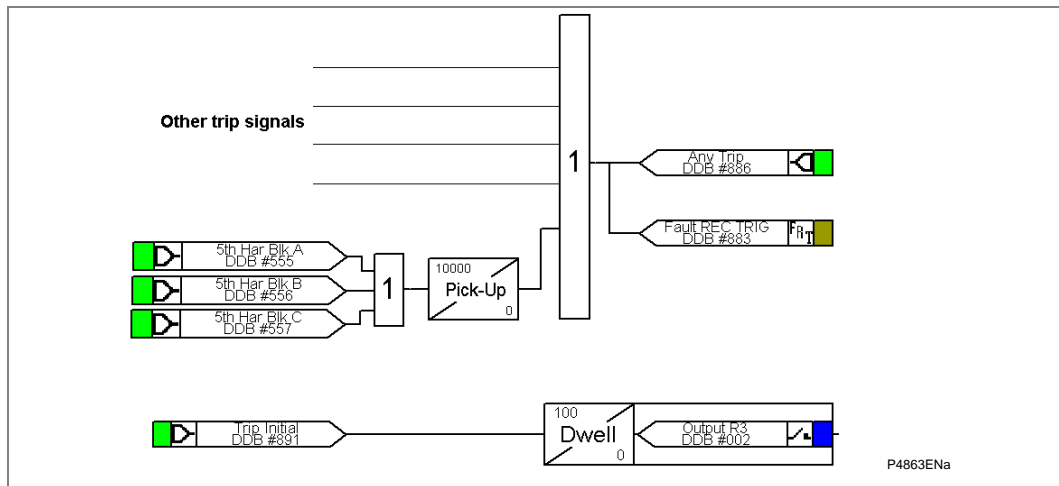 Other trip signals
1
Any Trip
DDB #886
Fault REC TRIG
DDB #883
FRT
5th Har Blk A
DDB #555
5th Har Blk B
DDB #556
5th Har Blk C
DDB #557
1
10000
Pick-Up
0
Trip Initial
DDB #891
100
Dwell
0
Output R3
DDB #002
P4863ENa